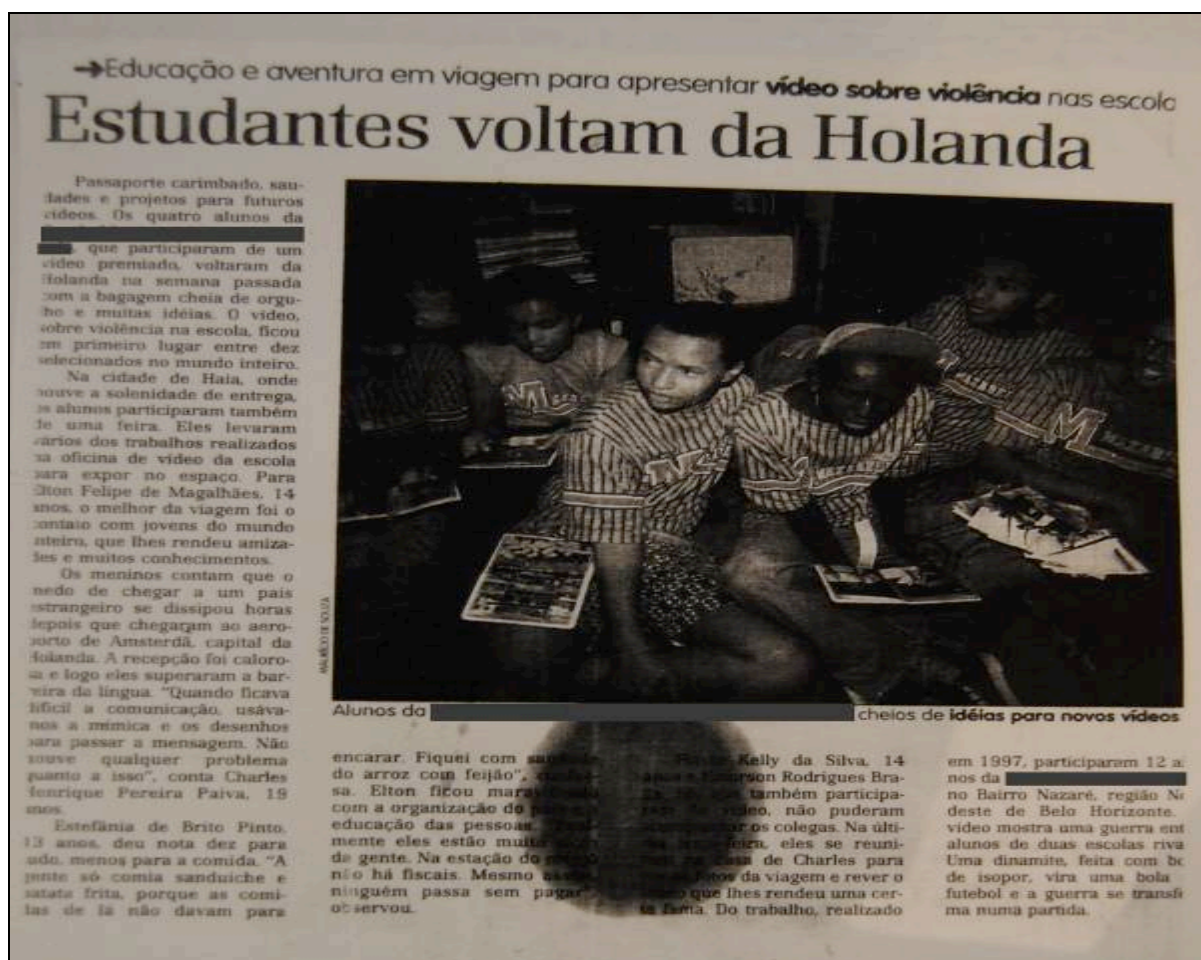 →Educação e aventura em viagem para apresentar vídeo sobre violência nas escola
Estudantes voltam da Holanda
Passaporte carimbado, sau-
dades e projetos para futuros
vídeos. Os quatro alunos da
que participaram de um
vídeo premiado, voltaram da
Holanda na semana passada
com a bagagem cheia de orgu-
lho e muitas idéias. O vídeo,
sobre violência na escola, ficou
em primeiro lugar entre dez
selecionados no mundo inteiro.
Na cidade de Haia, onde
houve a solenidade de entrega,
os alunos participaram também
de uma feira. Eles levaram
vários dos trabalhos realizados
na oficina de vídeo da escola
para expor no espaço. Para
Elton Felipe de Magalhães, 14
anos, o melhor da viagem foi o
contato com jovens do mundo
inteiro, que lhes rendeu amiza-
des e muitos conhecimentos.
Os meninos contam que o
medo de chegar a um país
estrangeiro se dissipou horas
depois que chegaram ao aero-
porto de Amsterdã, capital da
Holanda. A recepção foi caloro-
sa e logo eles superaram a bar-
reira da língua. "Quando ficava
difícil a comunicação, usáva-
mos a mímica e os desenhos
para passar a mensagem. Não
houve qualquer problema
quanto a isso", conta Charles
Henrique Pereira Paiva, 19
anos.
Estefânia de Brito Pinto,
13 anos, deu nota dez para
tudo, menos para a comida. "A
gente só comia sanduiche e
batata frita, porque as comi-
das de lá não davam para
MAURÍCIO DE SOUZA
Alunos da
cheios de idéias para novos vídeos
encarar. Fiquei com
do arroz com feijão",
sa. Elton ficou
com a organização do
educação das pessoas.
mente eles estão
da gente. Na estação do
não há fiscais. Mesmo
ninguém passa sem pagar",
observou.
Kelly da Silva, 14
Rodrigues Bra-
também participa-
não puderam
os colegas. Na últi-
eles se reuni-
casa de Charles para
fotos da viagem e rever o
que lhes rendeu uma cer-
ta fama. Do trabalho, realizado
em 1997, participaram 12 a
nos da
no Bairro Nazaré, região No
deste de Belo Horizonte.
vídeo mostra uma guerra ent
alunos de duas escolas riva
Uma dinamite, feita com bo
de isopor, vira uma bola
futebol e a guerra se transfo
ma numa partida.